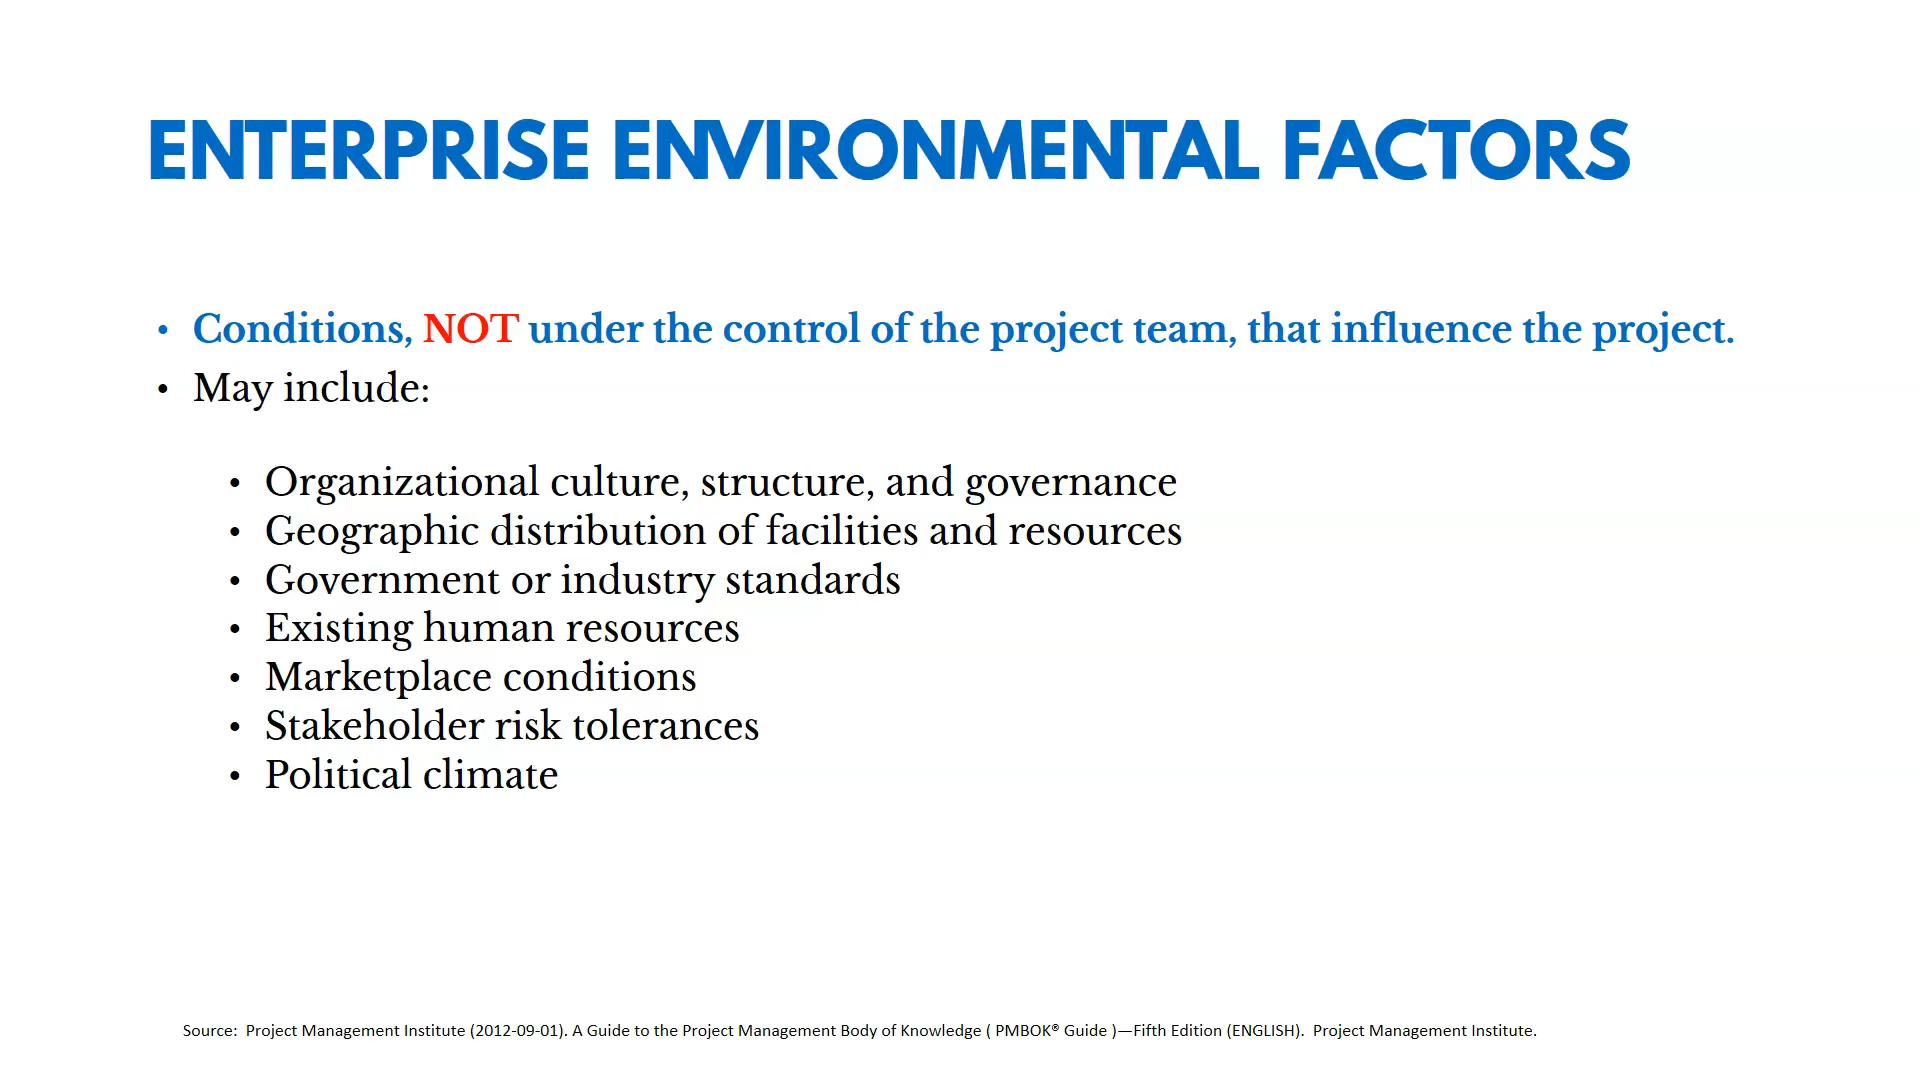 ENTERPRISE ENVIRONMENTAL FACTORS
• Conditions, NOT under the control of the project team, that influence the project.
• May include:
• Organizational culture, structure, and governance
• Geographic distribution of facilities and resources
• Government or industry standards
• Existing human resources
• Marketplace conditions
• Stakeholder risk tolerances
• Political climate
Source:  Project Management Institute (2012-09-01). A Guide to the Project Management Body of Knowledge ( PMBOK® Guide )—Fifth Edition (ENGLISH).  Project Management Institute.